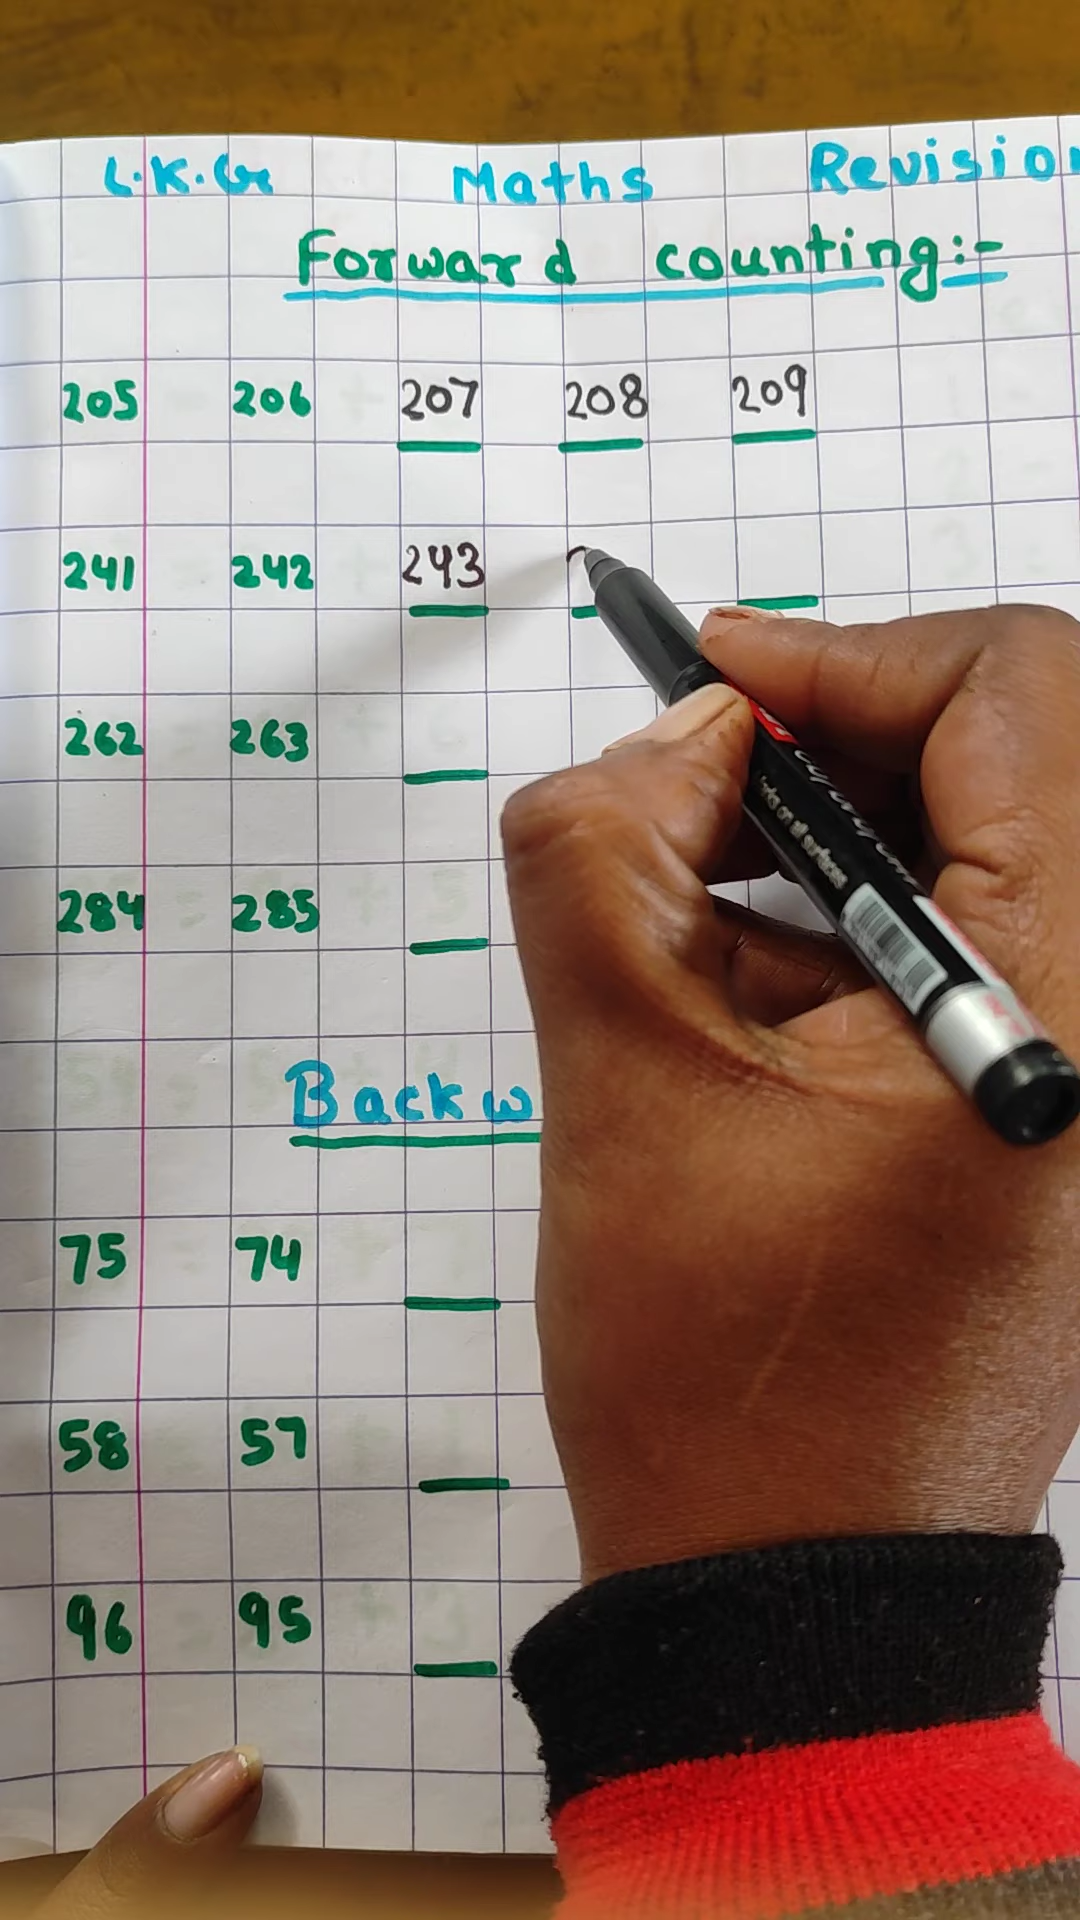 L.K.G Maths Revisio
Forward counting:-
205 206 207 208 209
241 242 243
262 263
284 285
Backw
75 74
58 57
96 95